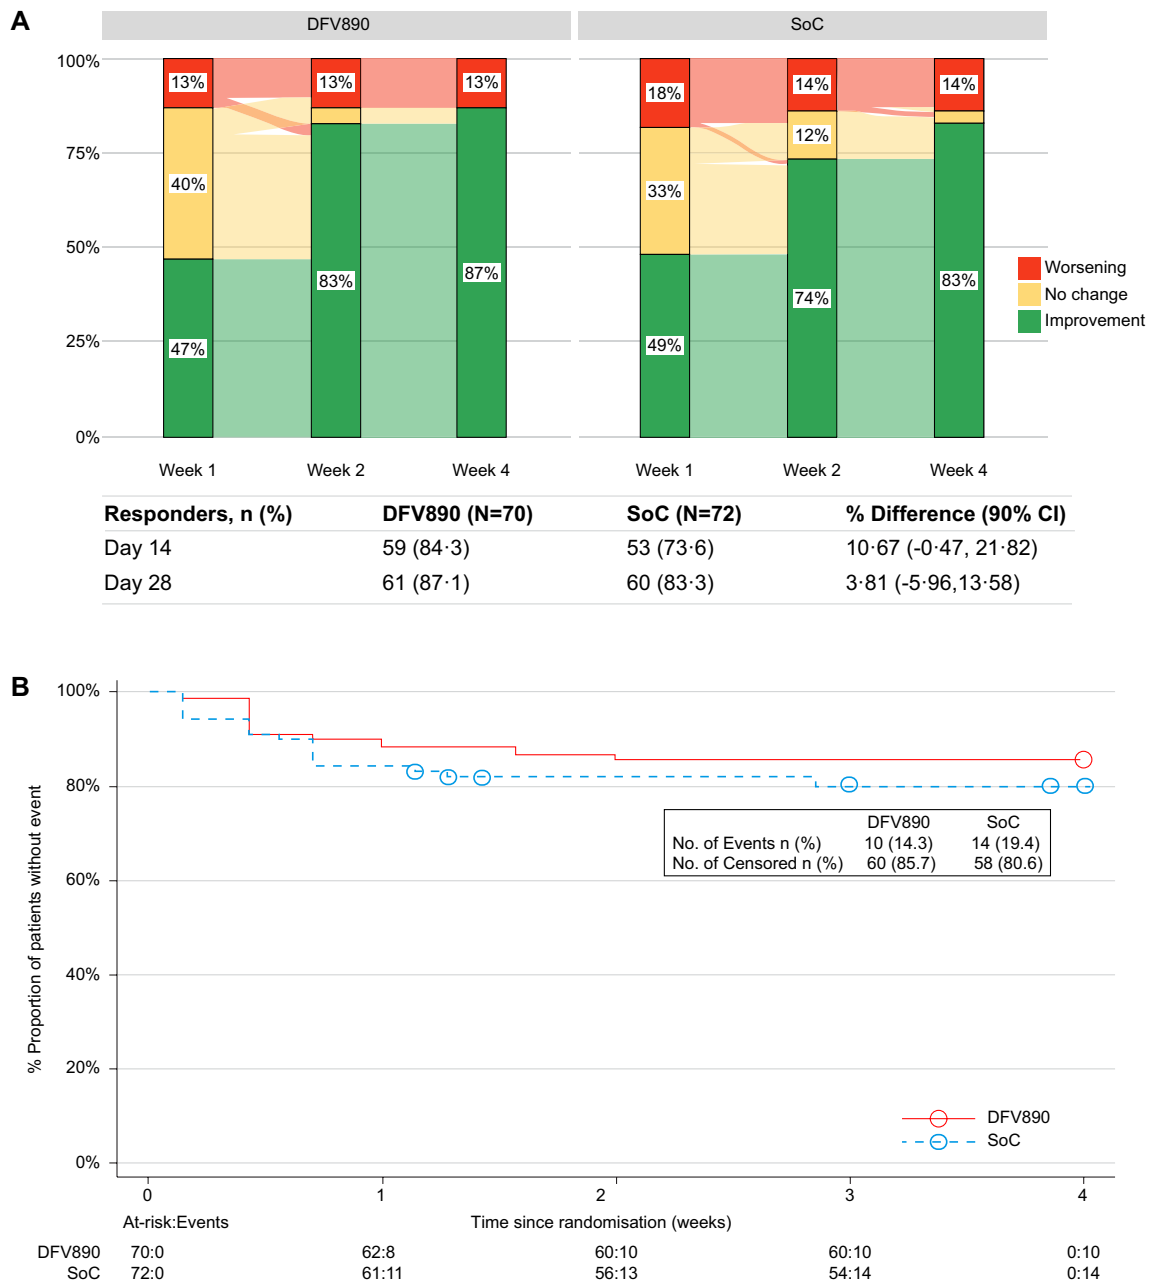 A
DFV890 SoC
100%
75%
50%
25%
0%
13% 13% 13%
40%
47% 83% 87%
18% 14% 14%
12%
33%
49% 74% 83%
Worsening
No change
Improvement
Week 1 Week 2 Week 4 Week 1 Week 2 Week 4
Responders, n (%) DFV890 (N=70) SoC (N=72) % Difference (90% CI)
Day 14 59 (84·3) 53 (73·6) 10·67 (-0·47, 21·82)
Day 28 61 (87·1) 60 (83·3) 3·81 (-5·96,13·58)
B
% Proportion of patients without event
100%
80%
60%
40%
20%
0%
DFV890 SoC
No. of Events n (%) 10 (14.3) 14 (19.4)
No. of Censored n (%) 60 (85.7) 58 (80.6)
DFV890
SoC
0 1 2 3 4
At-risk:Events Time since randomisation (weeks)
DFV890 70:0 62:8 60:10 60:10 0:10
SoC 72:0 61:11 56:13 54:14 0:14